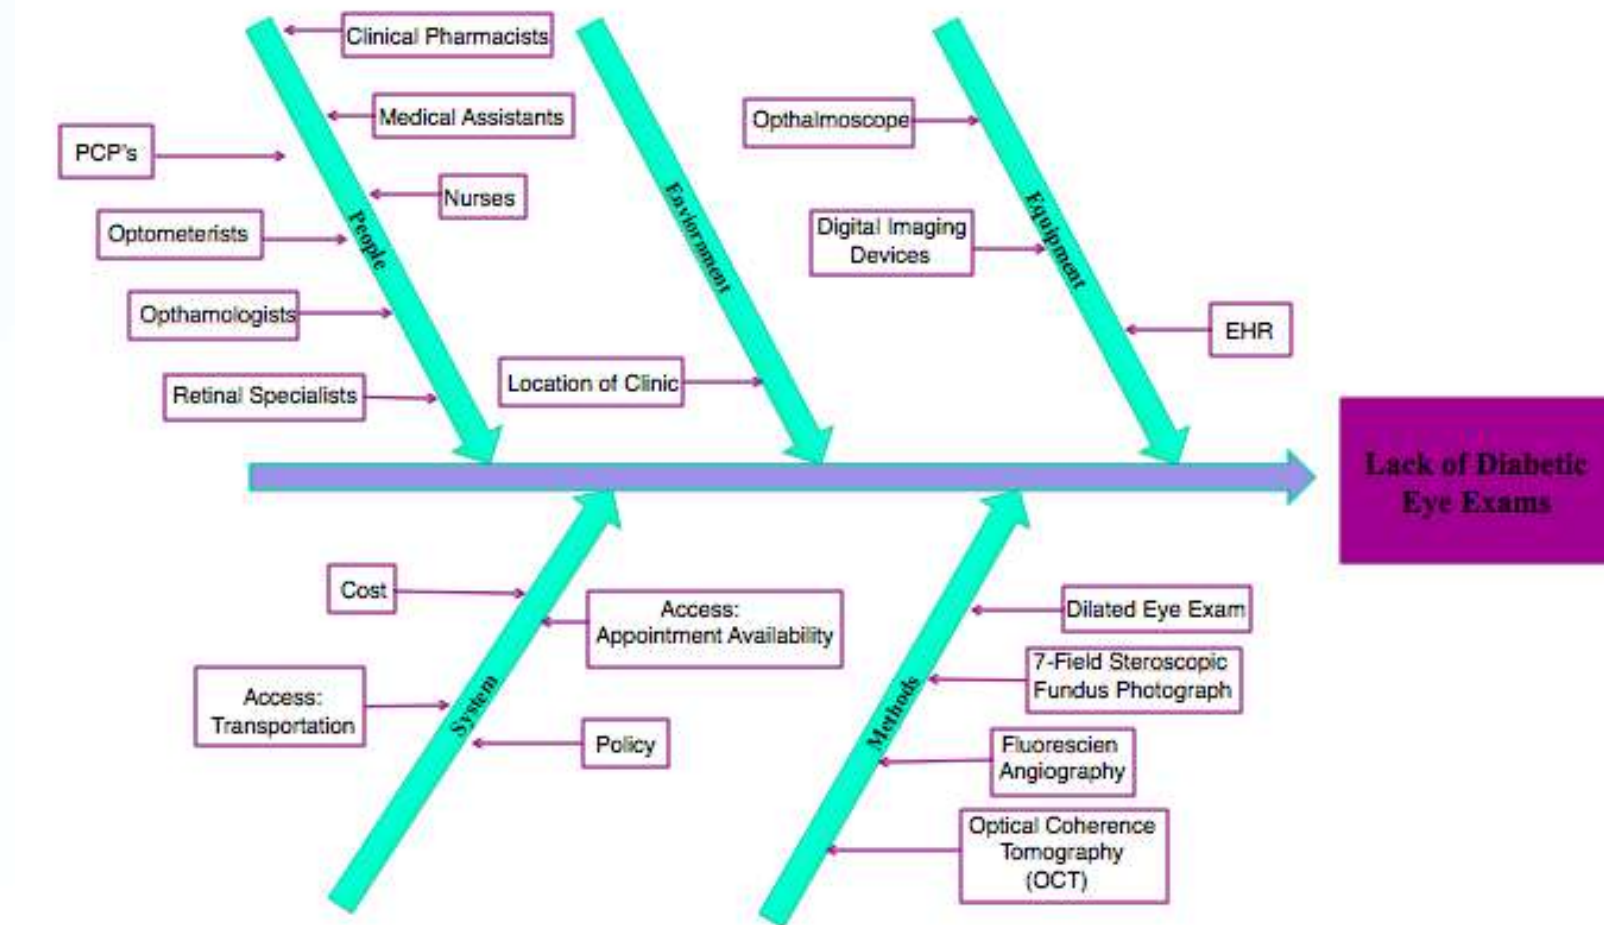 Clinical Pharmacists
Medical Assistants
PCP's
Nurses
Optometerists
Opthamologists
Retinal Specialists
People
Enviornment
Location of Clinic
Opthalmoscope
Digital Imaging
Devices
Equipment
EHR
Lack of Diabetic
Eye Exams
Cost
Access:
Appointment Availability
Access:
Transportation
System
Policy
Dilated Eye Exam
7-Field Steroscopic
Fundus Photograph
Methods
Fluorescien
Angiography
Optical Coherence
Tomography
(OCT)